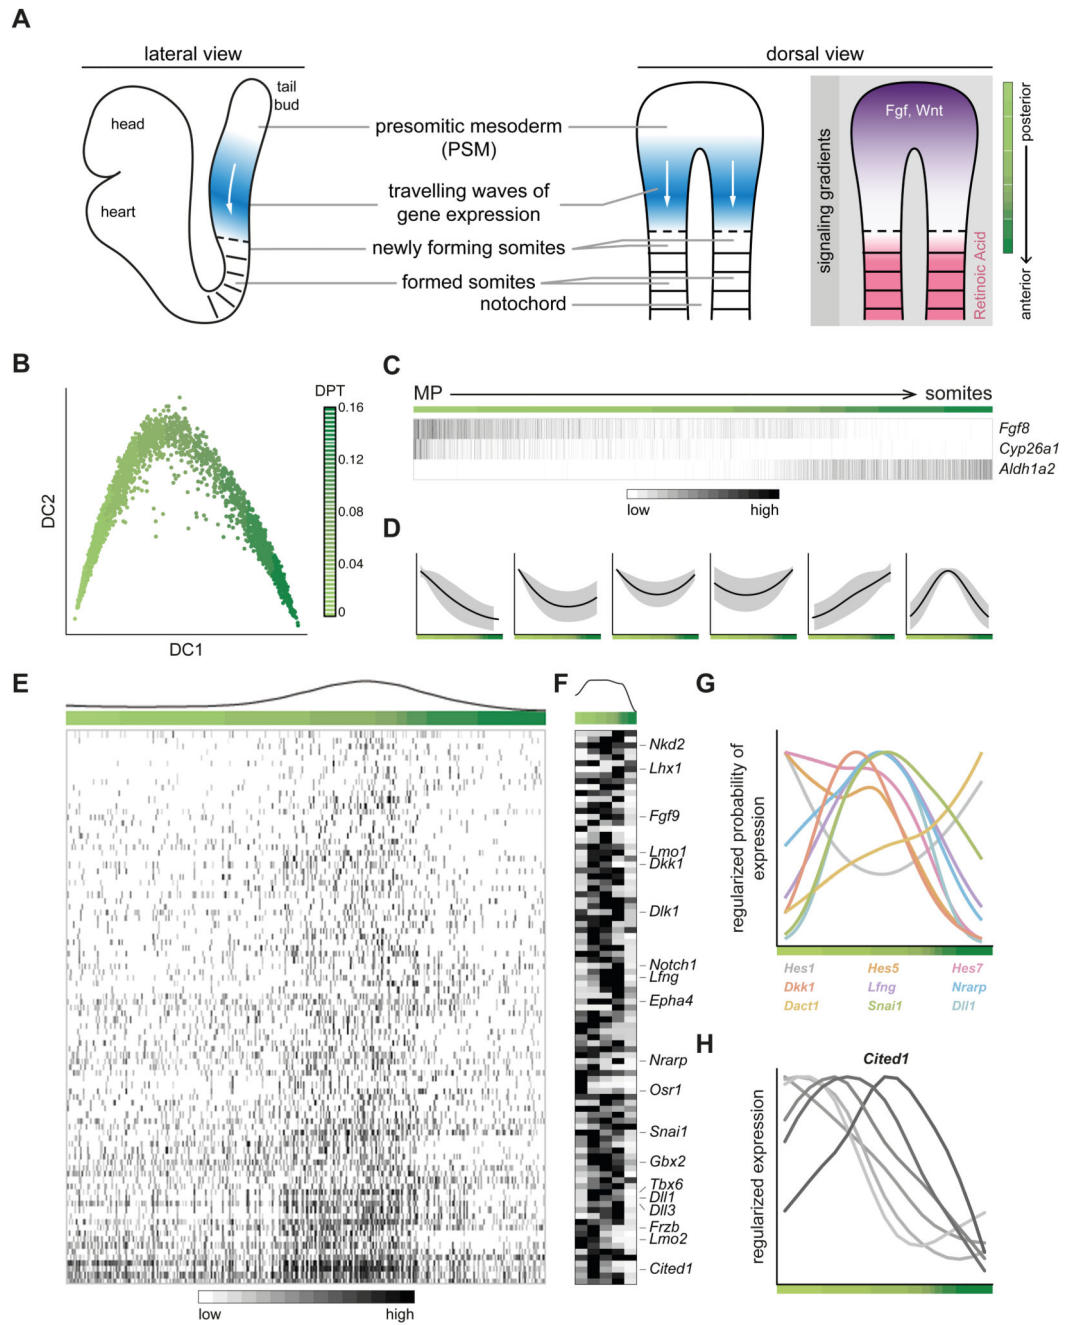 A
lateral view
dorsal view
tail
bud
head
heart
presomitic mesoderm
(PSM)
travelling waves of
gene expression
newly forming somites
formed somites
notochord
signaling gradients
Fgf, Wnt
Retinoic Acid
posterior
anterior
B
DPT
0.16
0.12
0.08
0.04
0
DC2
DC1
C
MP
somites
Fgf8
Cyp26a1
Aldh1a2
low
high
D
E
low
high
F
Nkd2
Lhx1
Fgf9
Lmo1
Dkk1
Dlk1
Notch1
Lfng
Epha4
Nrarp
Osr1
Snai1
Gbx2
Tbx6
Dll1
Dll3
Frzb
Lmo2
Cited1
G
regularized probability of
expression
Hes1 Hes5 Hes7
Dkk1 Lfng Nrarp
Dact1 Snai1 Dll1
H
Cited1
regularized expression